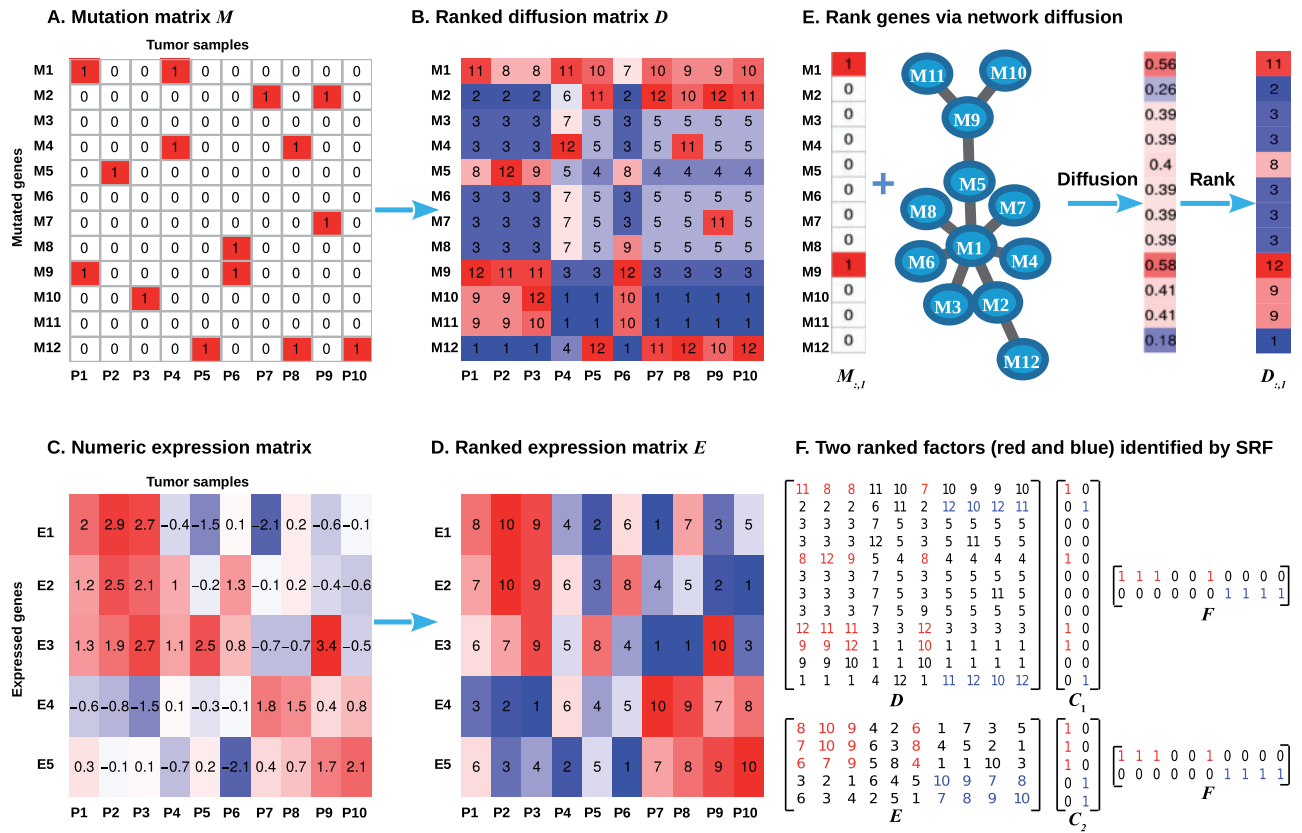 A. Mutation matrix M
Tumor samples
Mutated genes
M1 1 0 0 1 0 0 0 0 0 0
M2 0 0 0 0 0 0 1 0 1 0
M3 0 0 0 0 0 0 0 0 0 0
M4 0 0 0 1 0 0 0 1 0 0
M5 0 1 0 0 0 0 0 0 0 0
M6 0 0 0 0 0 0 0 0 0 0
M7 0 0 0 0 0 0 0 0 1 0
M8 0 0 0 0 0 1 0 0 0 0
M9 1 0 0 0 0 1 0 0 0 0
M10 0 0 1 0 0 0 0 0 0 0
M11 0 0 0 0 0 0 0 0 0 0
M12 0 0 0 0 1 0 0 1 0 1
P1 P2 P3 P4 P5 P6 P7 P8 P9 P10
B. Ranked diffusion matrix D
M1 11 8 8 11 10 7 10 9 9 10
M2 2 2 2 6 11 2 12 10 12 11
M3 3 3 3 7 5 3 5 5 5 5
M4 3 3 3 12 5 3 5 11 5 5
M5 8 12 9 5 4 8 4 4 4 4
M6 3 3 3 7 5 3 5 5 5 5
M7 3 3 3 7 5 3 5 5 11 5
M8 3 3 3 7 5 9 5 5 5 5
M9 12 11 11 3 3 12 3 3 3 3
M10 9 9 12 1 1 10 1 1 1 1
M11 9 9 10 1 1 10 1 1 1 1
M12 1 1 1 4 12 1 11 12 10 12
P1 P2 P3 P4 P5 P6 P7 P8 P9 P10
E. Rank genes via network diffusion
M1 1
M2 0
M3 0
M4 0
M5 0
M6 0
M7 0
M8 0
M9 1
M10 0
M11 0
M12 0
M:,1
+
M11
M10
M9
M5
M8
M7
M1
M6
M4
M3
M2
M12
Diffusion
0.56
0.26
0.39
0.39
0.4
0.39
0.39
0.39
0.58
0.41
0.41
0.18
Rank
11
2
3
3
8
3
3
3
12
9
9
1
D:,1
C. Numeric expression matrix
Tumor samples
Expressed genes
E1 2 2.9 2.7 −0.4 −1.5 0.1 −2.1 0.2 −0.6 −0.1
E2 1.2 2.5 2.1 1 −0.2 1.3 −0.1 0.2 −0.4 −0.6
E3 1.3 1.9 2.7 1.1 2.5 0.8 −0.7 −0.7 3.4 −0.5
E4 −0.6 −0.8 −1.5 0.1 −0.3 −0.1 1.8 1.5 0.4 0.8
E5 0.3 −0.1 0.1 −0.7 0.2 −2.1 0.4 0.7 1.7 2.1
P1 P2 P3 P4 P5 P6 P7 P8 P9 P10
D. Ranked expression matrix E
E1 8 10 9 4 2 6 1 7 3 5
E2 7 10 9 6 3 8 4 5 2 1
E3 6 7 9 5 8 4 1 1 10 3
E4 3 2 1 6 4 5 10 9 7 8
E5 6 3 4 2 5 1 7 8 9 10
P1 P2 P3 P4 P5 P6 P7 P8 P9 P10
F. Two ranked factors (red and blue) identified by SRF
11 8 8 11 10 7 10 9 9 10
2 2 2 6 11 2 12 10 12 11
3 3 3 7 5 3 5 5 5 5
3 3 3 12 5 3 5 11 5 5
8 12 9 5 4 8 4 4 4 4
3 3 3 7 5 3 5 5 5 5
3 3 3 7 5 3 5 5 11 5
3 3 3 7 5 9 5 5 5 5
12 11 11 3 3 12 3 3 3 3
9 9 12 1 1 10 1 1 1 1
9 9 10 1 1 10 1 1 1 1
1 1 1 4 12 1 11 12 10 12
D
1 0
0 1
0 0
0 0
1 0
0 0
0 0
0 0
1 0
1 0
0 0
0 1
C1
1 1 1 0 0 1 0 0 0 0
0 0 0 0 0 0 1 1 1 1
F
8 10 9 4 2 6 1 7 3 5
7 10 9 6 3 8 4 5 2 1
6 7 9 5 8 4 1 1 10 3
3 2 1 6 4 5 10 9 7 8
6 3 4 2 5 1 7 8 9 10
E
1 0
1 0
1 0
0 1
0 1
C2
1 1 1 0 0 1 0 0 0 0
0 0 0 0 0 0 1 1 1 1
F